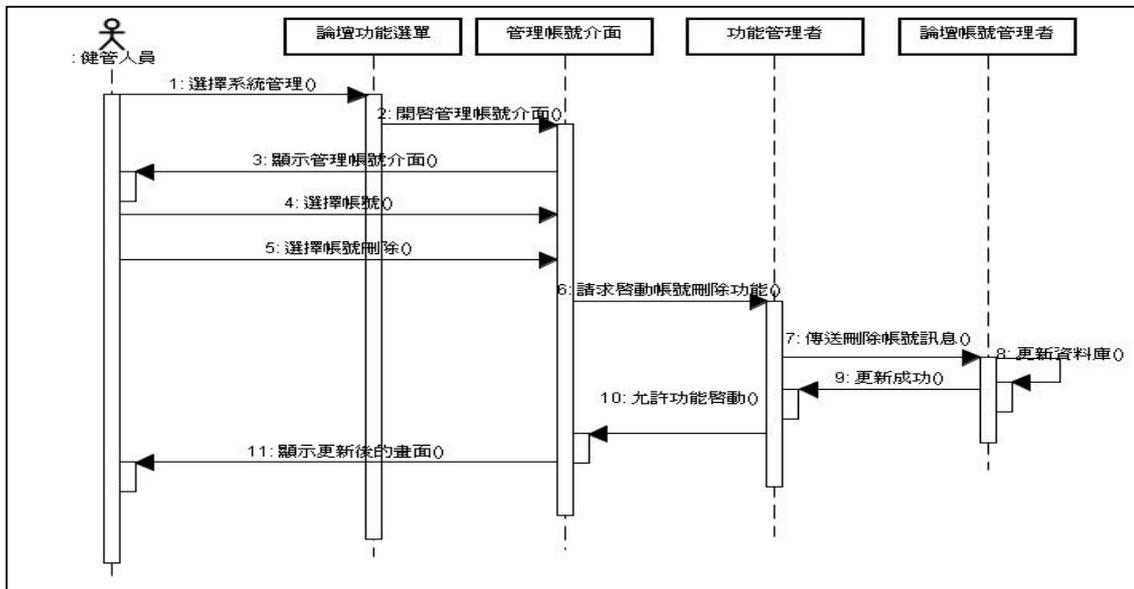 論壇功能選單
管理帳號介面
功能管理者
論壇帳號管理者
: 健管人員
1: 選擇系統管理()
2: 開啓管理帳號介面()
3: 顯示管理帳號介面()
4: 選擇帳號()
5: 選擇帳號刪除()
6: 請求啓動帳號刪除功能()
7: 傳送刪除帳號訊息()
8: 更新資料庫()
9: 更新成功()
10: 允許功能啓動()
11: 顯示更新後的畫面()